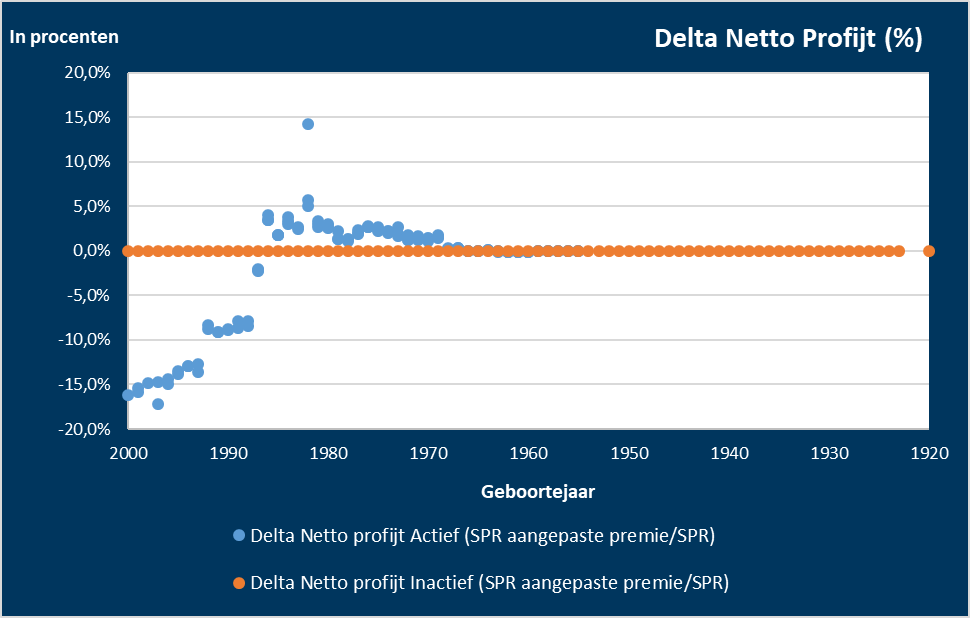 In procenten
Delta Netto Profijt (%)
20,0%
15,0%
10,0%
5,0%
0,0%
-5,0%
-10,0%
-15,0%
-20,0%
2000 1990 1980 1970 1960 1950 1940 1930 1920
Geboortejaar
Delta Netto profijt Actief (SPR aangepaste premie/SPR)
Delta Netto profijt Inactief (SPR aangepaste premie/SPR)